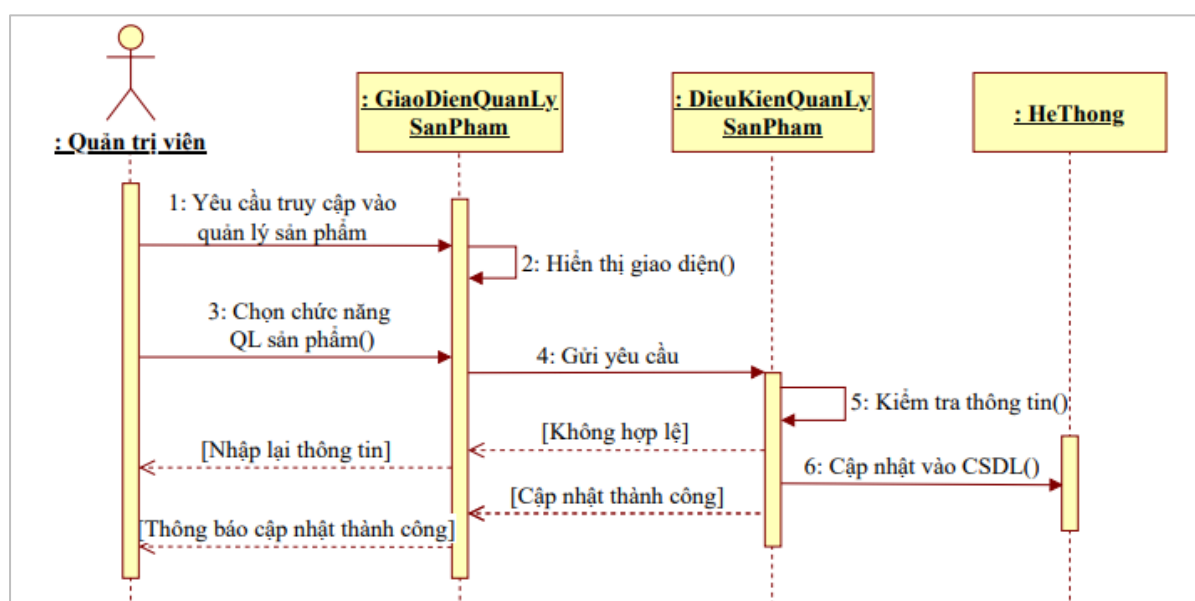 : Quản trị viên
: GiaoDienQuanLy
SanPham
: DieuKienQuanLy
SanPham
: HeThong
1: Yêu cầu truy cập vào
quản lý sản phẩm
2: Hiển thị giao diện()
3: Chọn chức năng
QL sản phẩm()
4: Gửi yêu cầu
5: Kiểm tra thông tin()
[Không hợp lệ]
[Nhập lại thông tin]
6: Cập nhật vào CSDL()
[Cập nhật thành công]
[Thông báo cập nhật thành công]